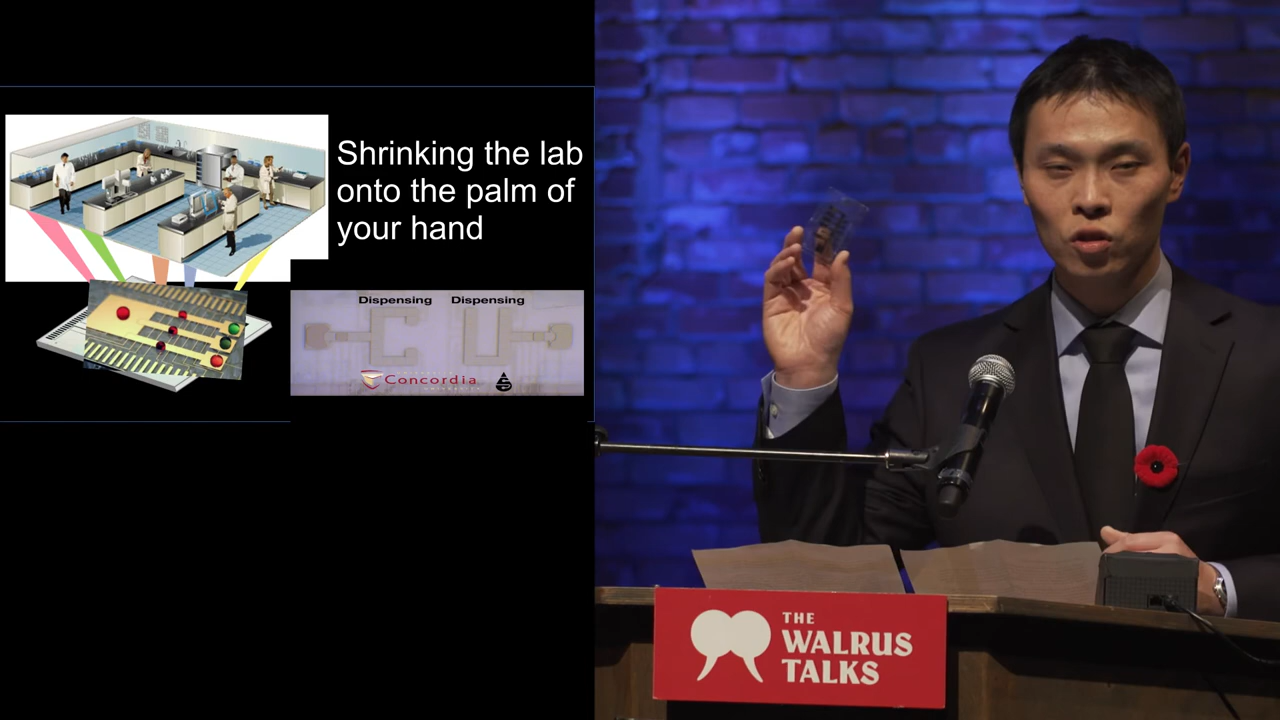 Shrinking the lab
onto the palm of
your hand
Dispensing Dispensing
Concordia
THE
WALRUS
TALKS